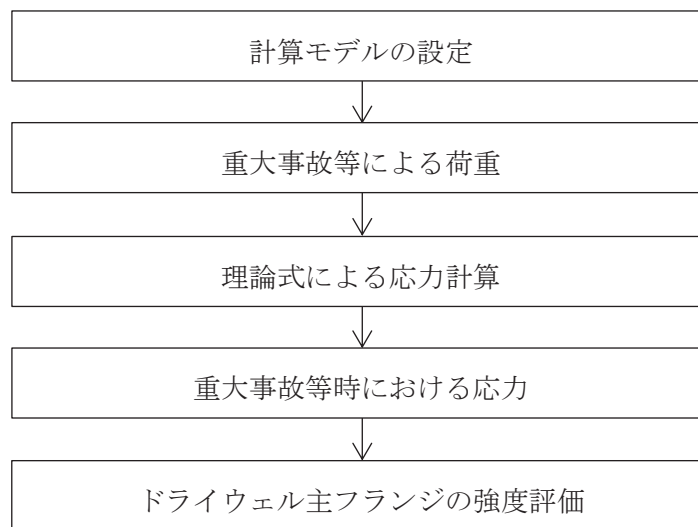 計算モデルの設定
重大事故等による荷重
理論式による応力計算
重大事故等時における応力
ドライウェル主フランジの強度評価